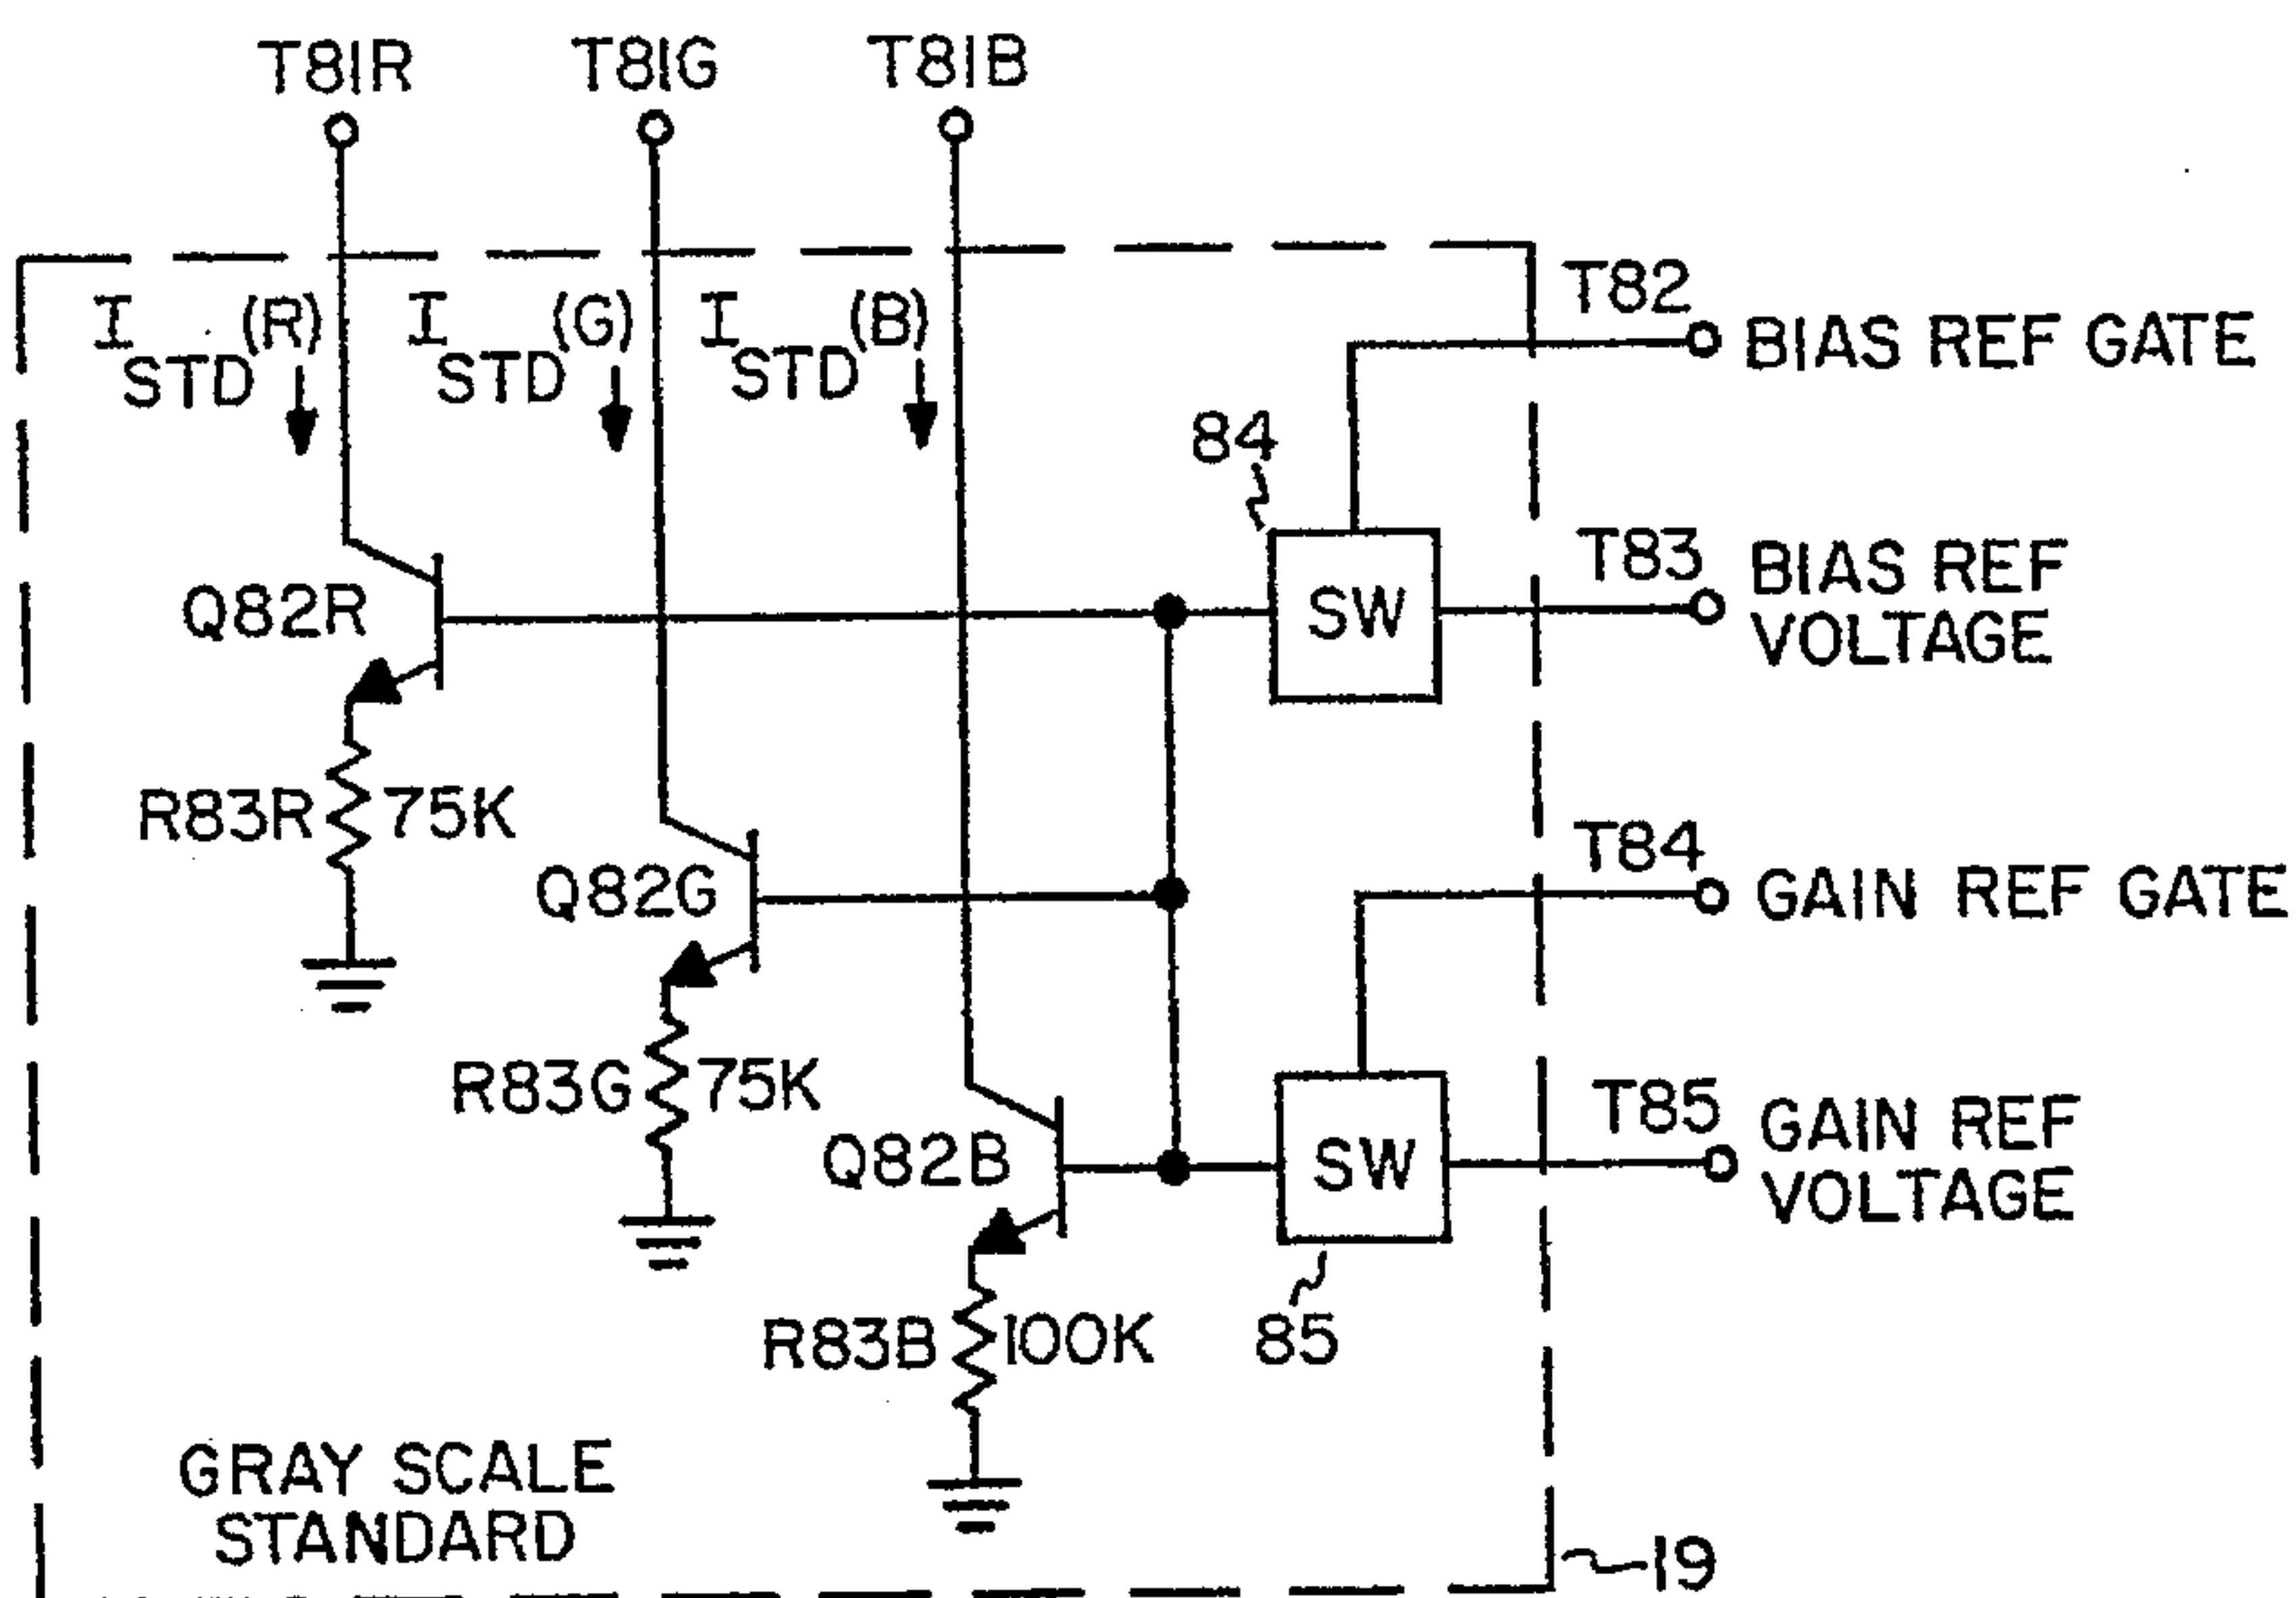 T81R T81G T81B
I STD (R) I STD (G) I STD (B)
T82
BIAS REF GATE
84
T83
BIAS REF
VOLTAGE
SW
Q82R
R83R 75K
T84
GAIN REF GATE
Q82G
R83G 75K
T85
GAIN REF
VOLTAGE
SW
Q82B
R83B 100K
85
GRAY SCALE
STANDARD
19